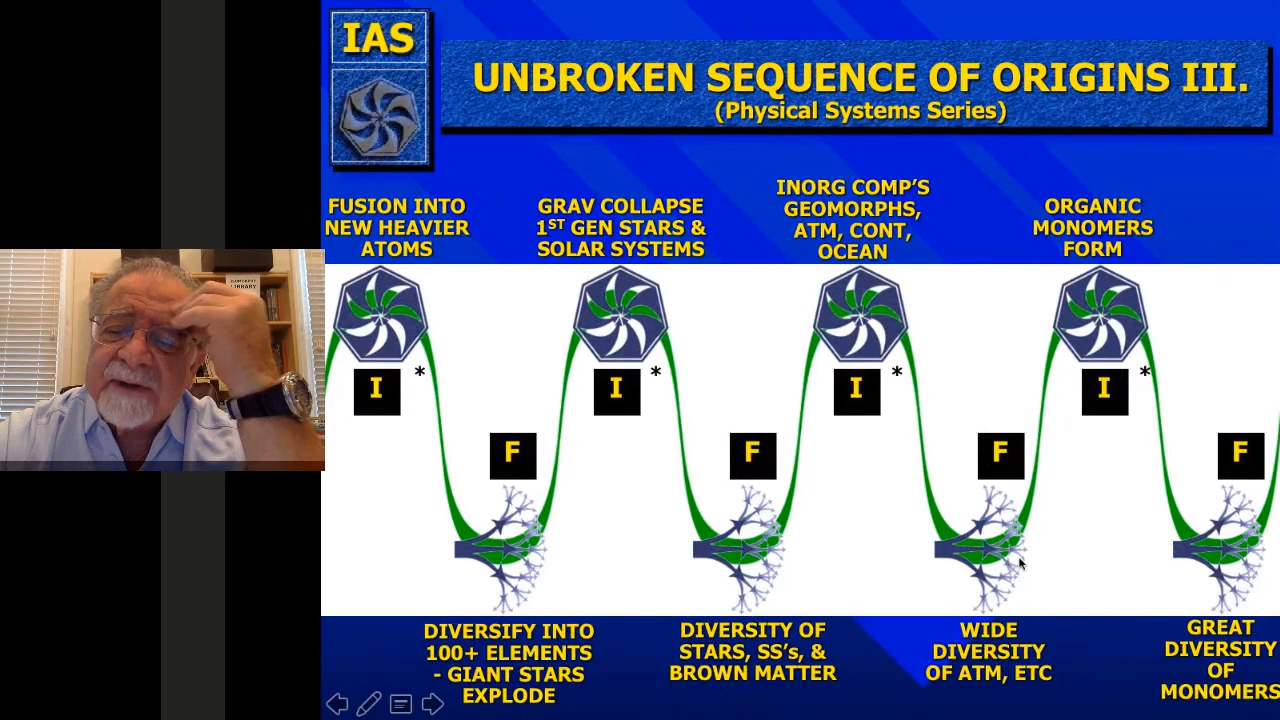 IAS
UNBROKEN SEQUENCE OF ORIGINS III.
(Physical Systems Series)
FUSION INTO
NEW HEAVIER
ATOMS
GRAV COLLAPSE
1ST GEN STARS &
SOLAR SYSTEMS
INORG COMP'S
GEOMORPHS,
ATM, CONT,
OCEAN
ORGANIC
MONOMERS
FORM
I *
I *
I *
I *
F
F
F
F
DIVERSIFY INTO
100+ ELEMENTS
- GIANT STARS
EXPLODE
DIVERSITY OF
STARS, SS's, &
BROWN MATTER
WIDE
DIVERSITY
OF ATM, ETC
GREAT
DIVERSITY
OF
MONOMERS
LIBRARY